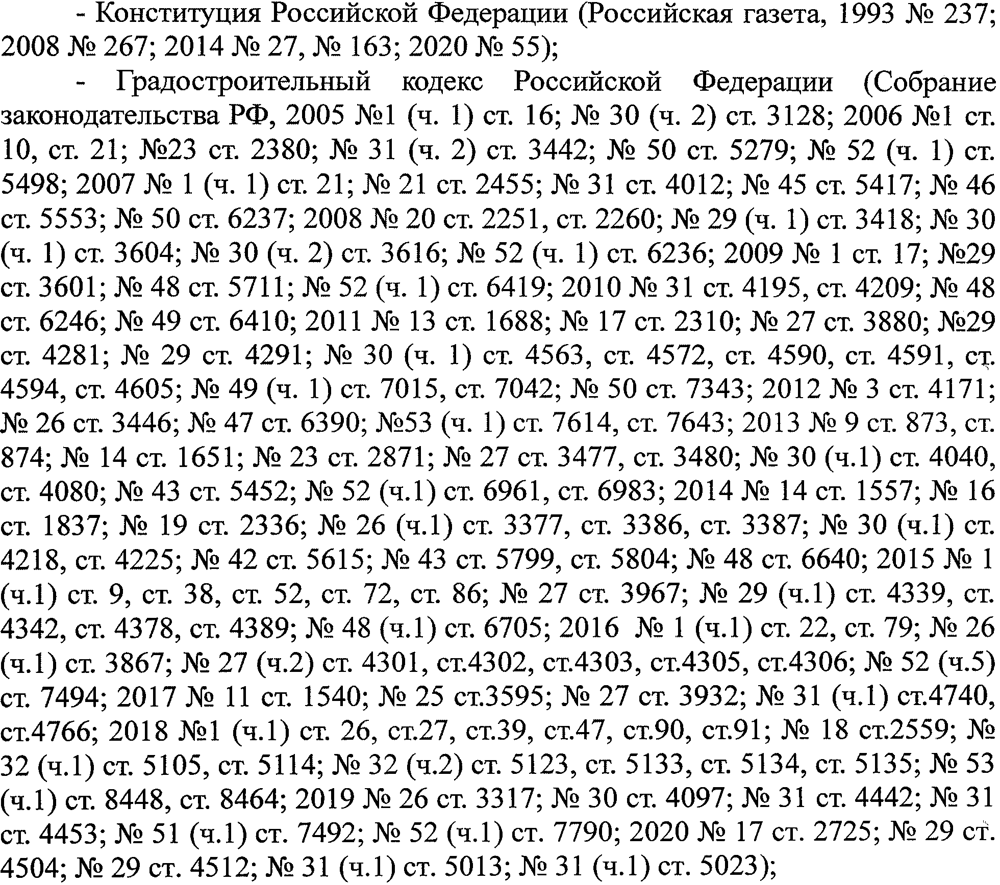 - Конституция Российской Федерации (Российская газета, 1993 № 237;
2008 № 267; 2014 № 27, № 163; 2020 № 55);
- Градостроительный кодекс Российской Федерации (Собрание
законодательства РФ, 2005 №1 (ч. 1) ст. 16; № 30 (ч. 2) ст. 3128; 2006 №1 ст.
10, ст. 21; №23 ст. 2380; № 31 (ч. 2) ст. 3442; № 50 ст. 5279; № 52 (ч. 1) ст.
5498; 2007 № 1 (ч. 1) ст. 21; № 21 ст. 2455; № 31 ст. 4012; № 45 ст. 5417; № 46
ст. 5553; № 50 ст. 6237; 2008 № 20 ст. 2251, ст. 2260; № 29 (ч. 1) ст. 3418; № 30
(ч. 1) ст. 3604; № 30 (ч. 2) ст. 3616; № 52 (ч. 1) ст. 6236; 2009 № 1 ст. 17; №29
ст. 3601; № 48 ст. 5711; № 52 (ч. 1) ст. 6419; 2010 № 31 ст. 4195, ст. 4209; № 48
ст. 6246; № 49 ст. 6410; 2011 № 13 ст. 1688; № 17 ст. 2310; № 27 ст. 3880; №29
ст. 4281; № 29 ст. 4291; № 30 (ч. 1) ст. 4563, ст. 4572, ст. 4590, ст. 4591, ст.
4594, ст. 4605; № 49 (ч. 1) ст. 7015, ст. 7042; № 50 ст. 7343; 2012 № 3 ст. 4171;
№ 26 ст. 3446; № 47 ст. 6390; №53 (ч. 1) ст. 7614, ст. 7643; 2013 № 9 ст. 873, ст.
874; № 14 ст. 1651; № 23 ст. 2871; № 27 ст. 3477, ст. 3480; № 30 (ч.1) ст. 4040,
ст. 4080; № 43 ст. 5452; № 52 (ч.1) ст. 6961, ст. 6983; 2014 № 14 ст. 1557; № 16
ст. 1837; № 19 ст. 2336; № 26 (ч.1) ст. 3377, ст. 3386, ст. 3387; № 30 (ч.1) ст.
4218, ст. 4225; № 42 ст. 5615; № 43 ст. 5799, ст. 5804; № 48 ст. 6640; 2015 № 1
(ч.1) ст. 9, ст. 38, ст. 52, ст. 72, ст. 86; № 27 ст. 3967; № 29 (ч.1) ст. 4339, ст.
4342, ст. 4378, ст. 4389; № 48 (ч.1) ст. 6705; 2016 № 1 (ч.1) ст. 22, ст. 79; № 26
(ч.1) ст. 3867; № 27 (ч.2) ст. 4301, ст.4302, ст.4303, ст.4305, ст.4306; № 52 (ч.5)
ст. 7494; 2017 № 11 ст. 1540; № 25 ст.3595; № 27 ст. 3932; № 31 (ч.1) ст.4740,
ст.4766; 2018 №1 (ч.1) ст. 26, ст.27, ст.39, ст.47, ст.90, ст.91; № 18 ст.2559; №
32 (ч.1) ст. 5105, ст. 5114; № 32 (ч.2) ст. 5123, ст. 5133, ст. 5134, ст. 5135; № 53
(ч.1) ст. 8448, ст. 8464; 2019 № 26 ст. 3317; № 30 ст. 4097; № 31 ст. 4442; № 31
ст. 4453; № 51 (ч.1) ст. 7492; № 52 (ч.1) ст. 7790; 2020 № 17 ст. 2725; № 29 ст.
4504; № 29 ст. 4512; № 31 (ч.1) ст. 5013; № 31 (ч.1) ст. 5023);